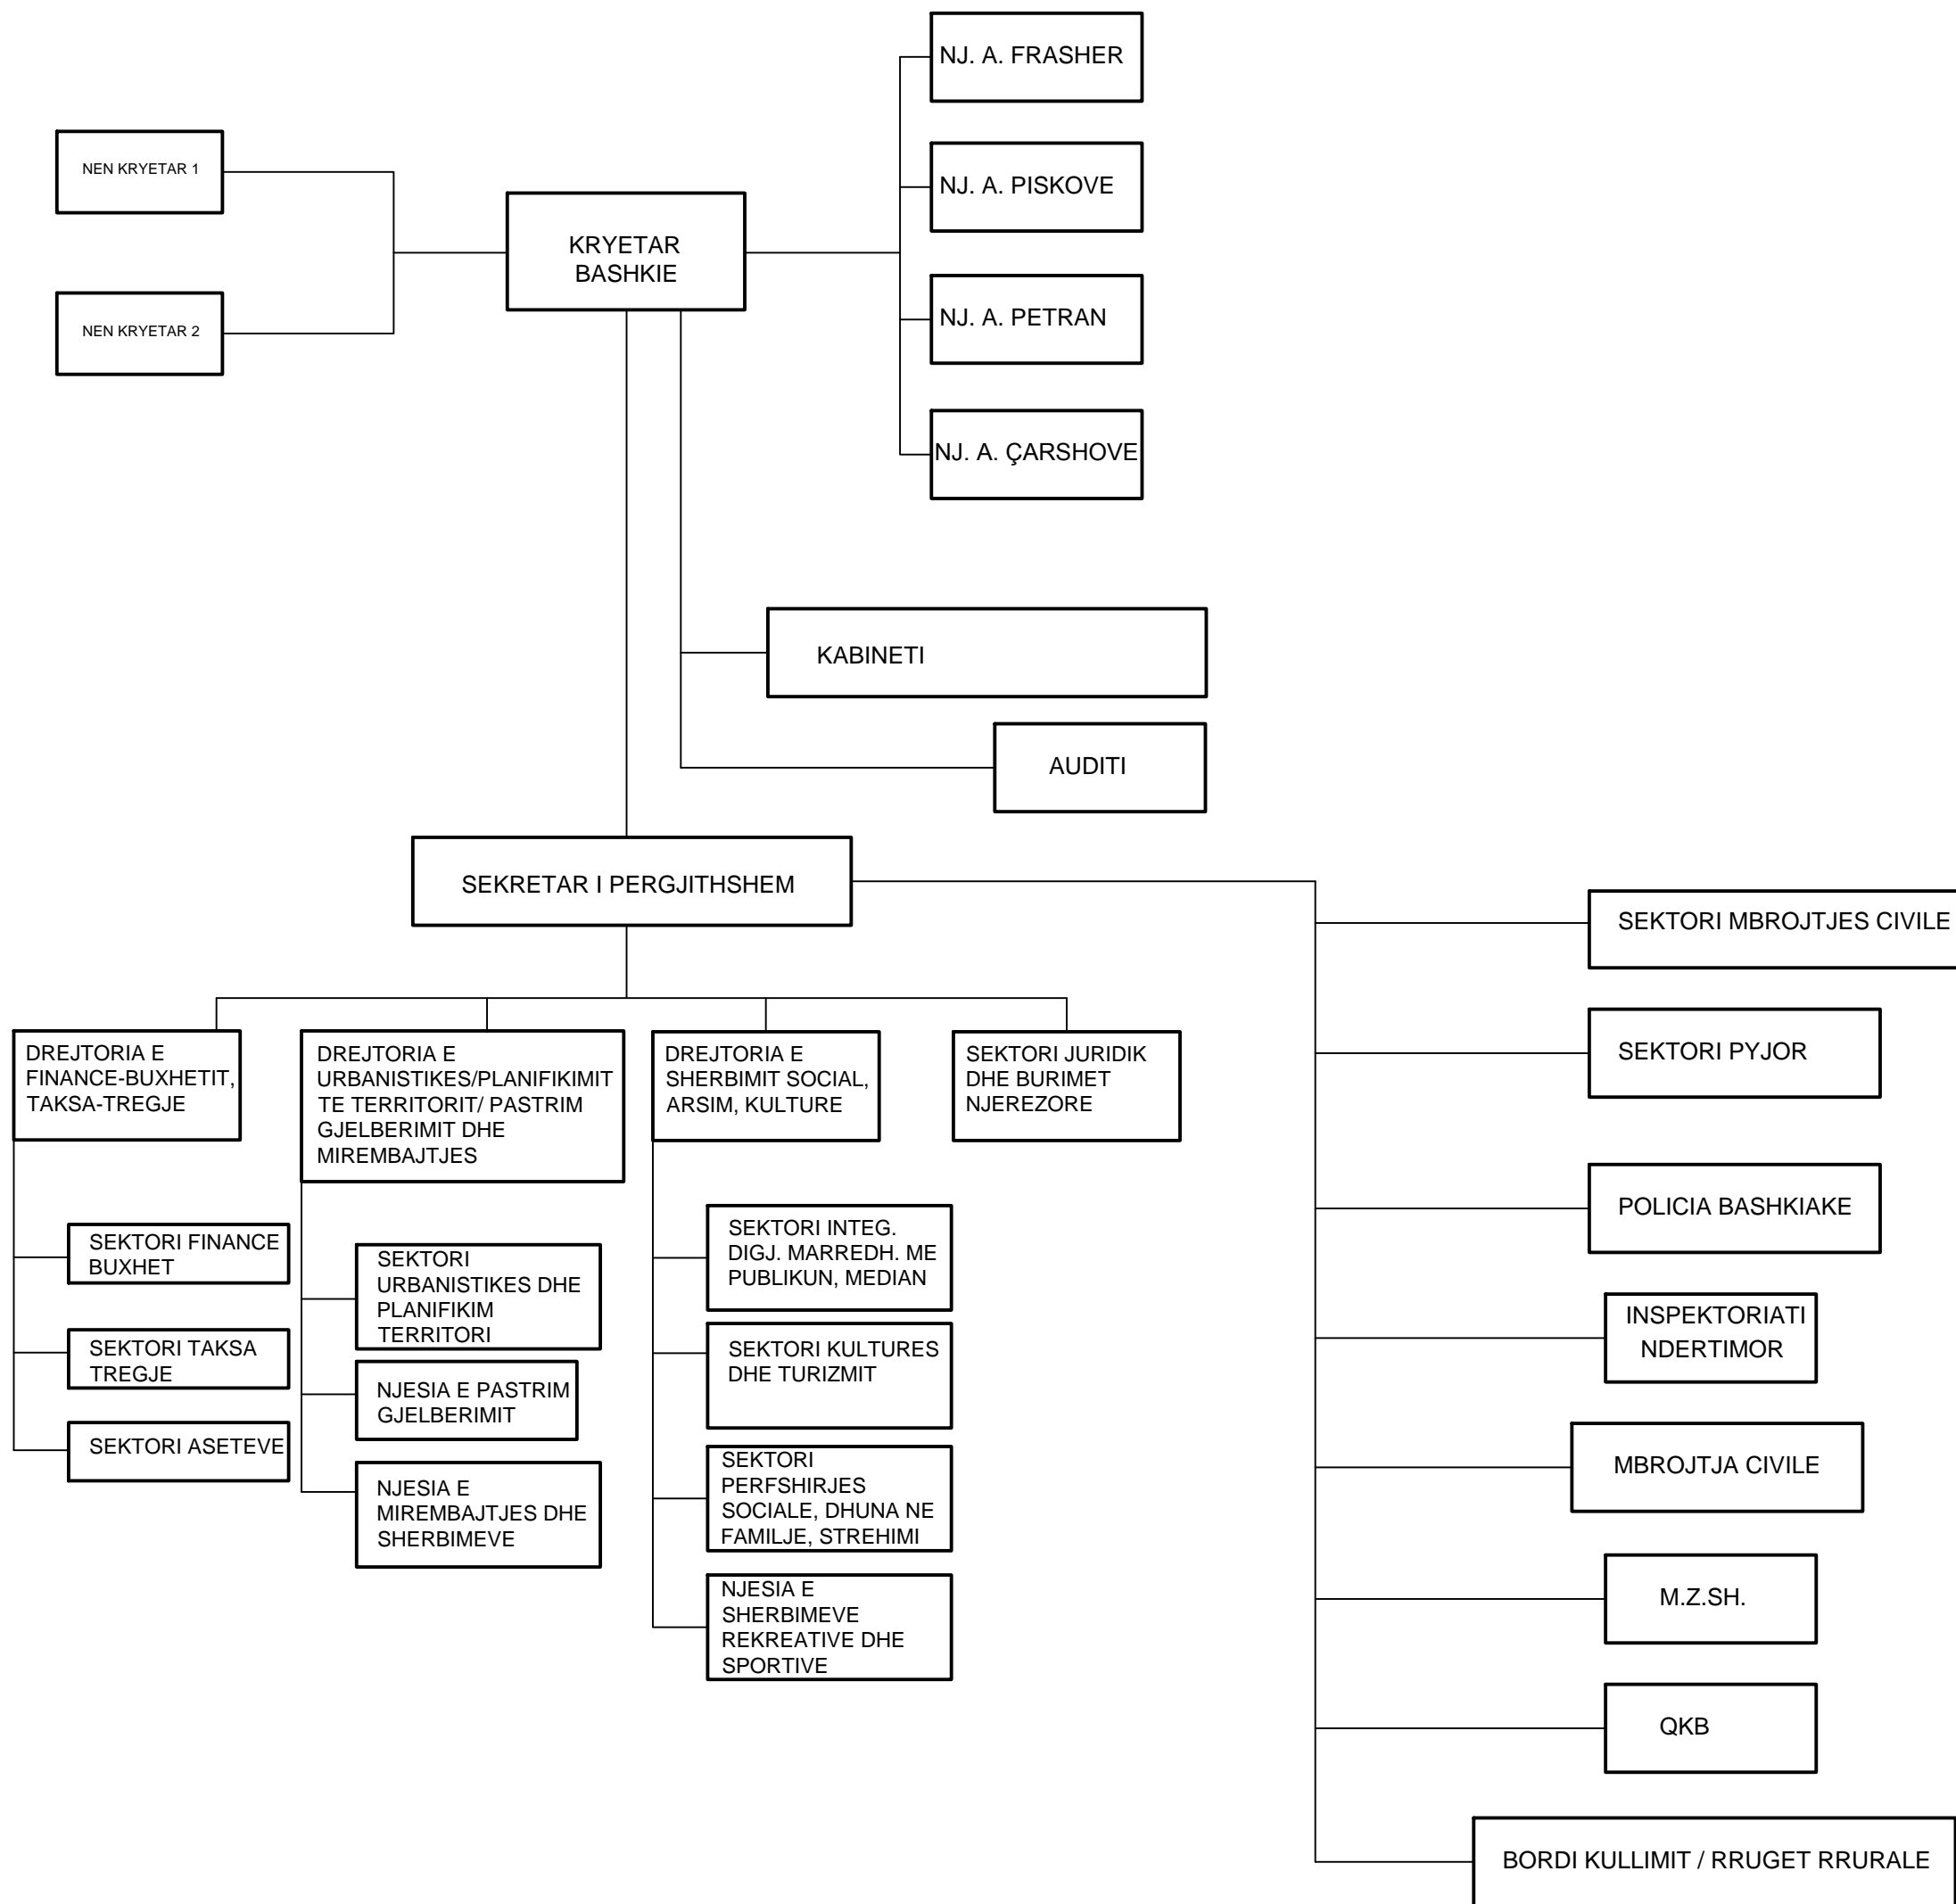 NJ. A. FRASHER
NEN KRYETAR 1
NJ. A. PISKOVE
KRYETAR
BASHKIE
NEN KRYETAR 2
NJ. A. PETRAN
NJ. A. ÇARSHOVE
KABINETI
AUDITI
SEKRETAR I PERGJITHSHEM
DREJTORIA E
FINANCE-BUXHETIT,
TAKSA-TREGJE
SEKTORI FINANCE
BUXHET
SEKTORI TAKSA
TREGJE
SEKTORI ASETEVE
DREJTORIA E
URBANISTIKES/PLANIFIKIMIT
TE TERRITORIT/ PASTRIM
GJELBERIMIT DHE
MIREMBAJTJES
SEKTORI
URBANISTIKES DHE
PLANIFIKIM
TERRITORI
NJESIA E PASTRIM
GJELBERIMIT
NJESIA E
MIREMBAJTJES DHE
SHERBIMEVE
DREJTORIA E
SHERBIMIT SOCIAL,
ARSIM, KULTURE
SEKTORI INTEG.
DIGJ. MARREDH. ME
PUBLIKUN, MEDIAN
SEKTORI KULTURES
DHE TURIZMIT
SEKTORI
PERFSHIRJES
SOCIALE, DHUNA NE
FAMILJE, STREHIMI
NJESIA E
SHERBIMEVE
REKREATIVE DHE
SPORTIVE
SEKTORI JURIDIK
DHE BURIMET
NJEREZORE
SEKTORI MBROJTJES CIVILE
SEKTORI PYJOR
POLICIA BASHKIAKE
INSPEKTORIATI
NDERTIMOR
MBROJTJA CIVILE
M.Z.SH.
QKB
BORDI KULLIMIT / RRUGET RRURALE